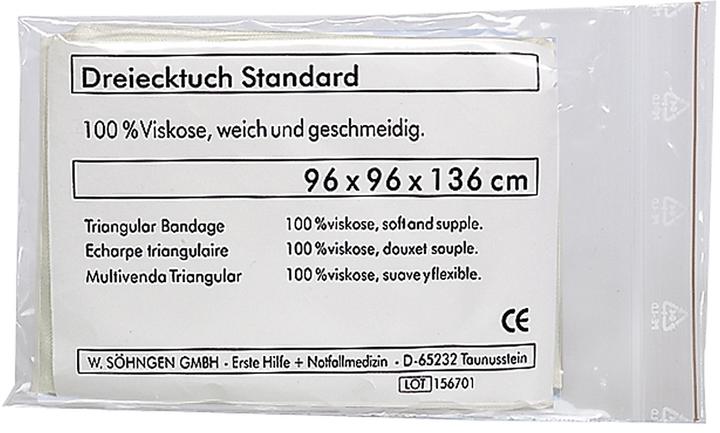 Dreiecktuch Standard
100 % Viskose, weich und geschmeidig.
96 x 96 x 136 cm
Triangular Bandage 100 %viskose, soft and supple.
Echarpe triangulaire 100 %viskose, douxet souple.
Multivenda Triangular 100 %viskose, suave y flexible.
CE
W. SÖHNGEN GMBH · Erste Hilfe + Notfallmedizin · D-65232 Taunusstein
LOT 156701